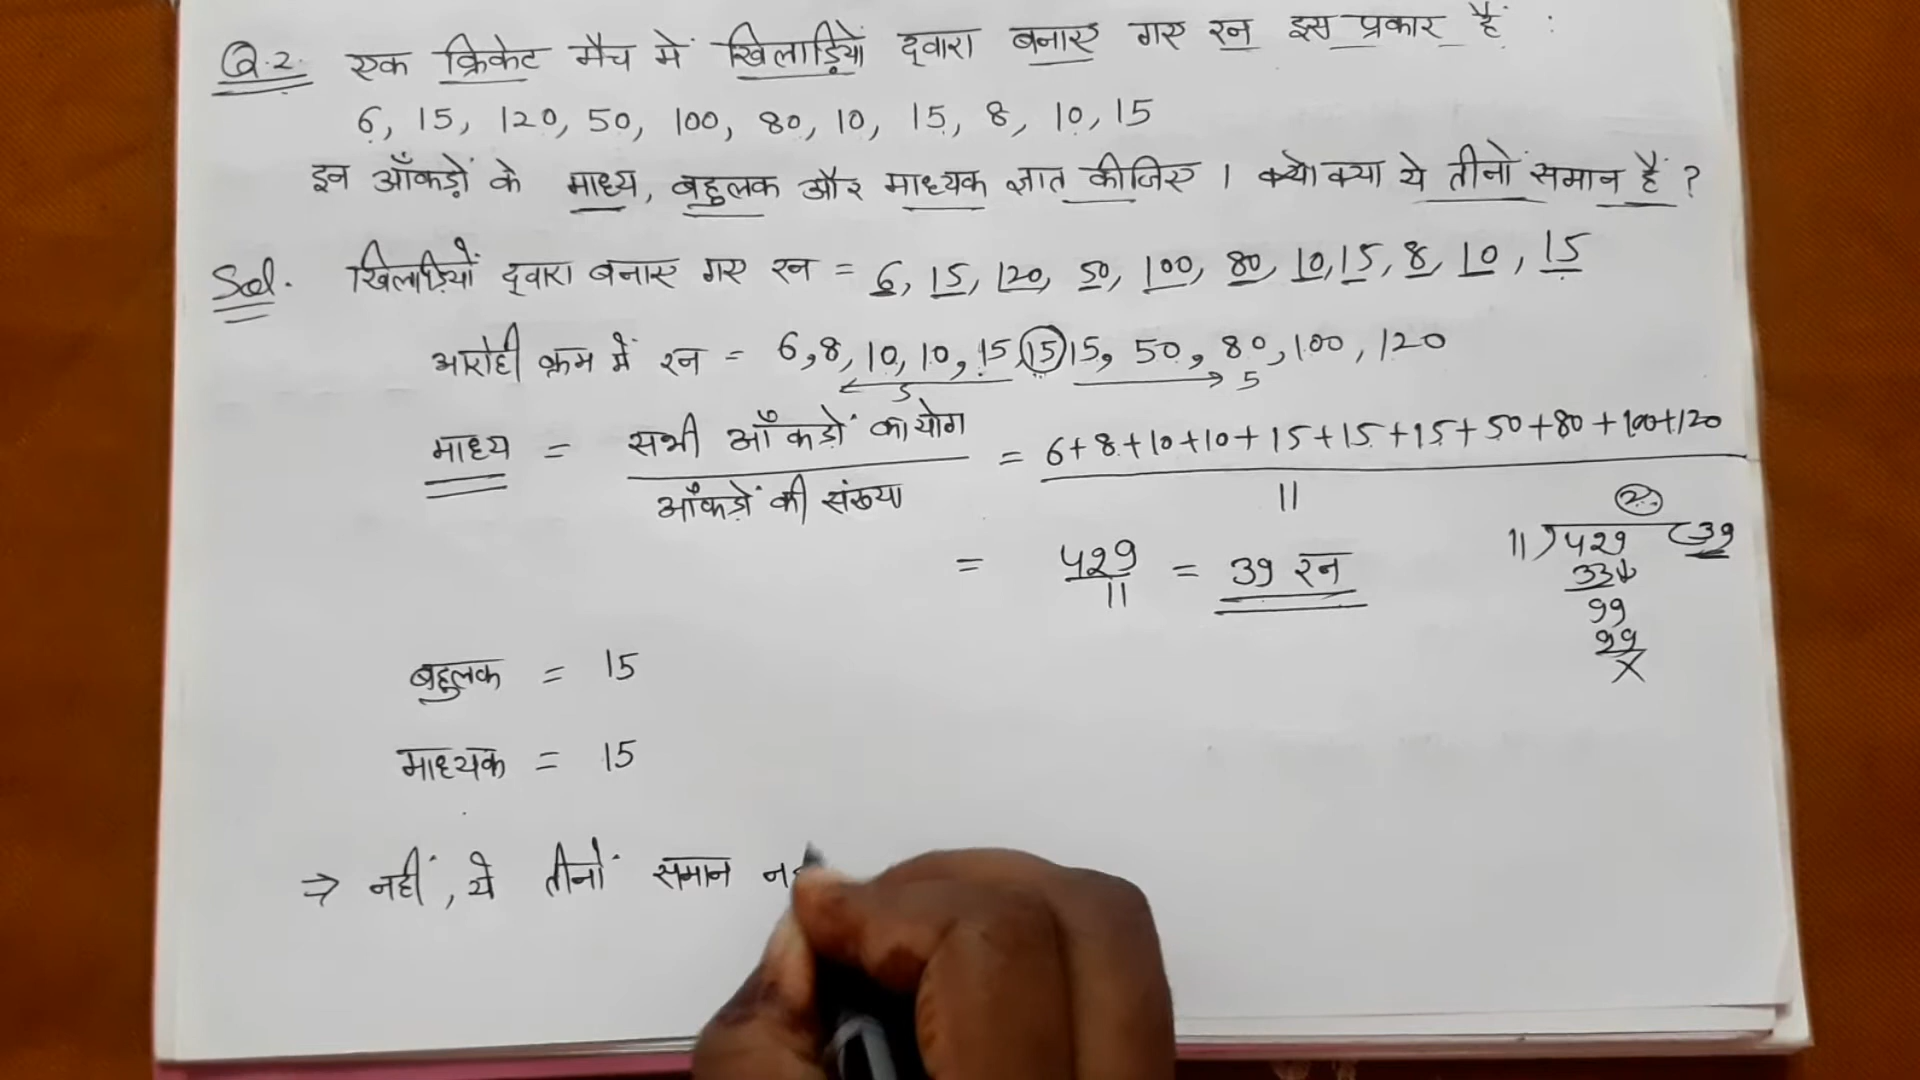 Q.2. एक क्रिकेट मैच में खिलाड़ियों द्वारा बनाए गए रन इस प्रकार हैं :
6, 15, 120, 50, 100, 80, 10, 15, 8, 10, 15
इन आँकड़ों के माध्य, बहुलक और माध्यक ज्ञात कीजिए । क्या ये तीनों समान हैं ?
Sol. खिलाड़ियों द्वारा बनाए गए रन = 6, 15, 120, 50, 100, 80, 10, 15, 8, 10, 15
आरोही क्रम में रन = 6, 8, 10, 10, 15, 15, 15, 50, 80, 100, 120
5 5
माध्य = सभी आँकडों का योग = 6+8+10+10+15+15+15+50+80+100+120
आँकड़ों की संख्या 11
= 429 = 39 रन
11
2
11)429(39
33↓
99
99
X
बहुलक = 15
माध्यक = 15
⇒ नहीं, ये तीनों समान